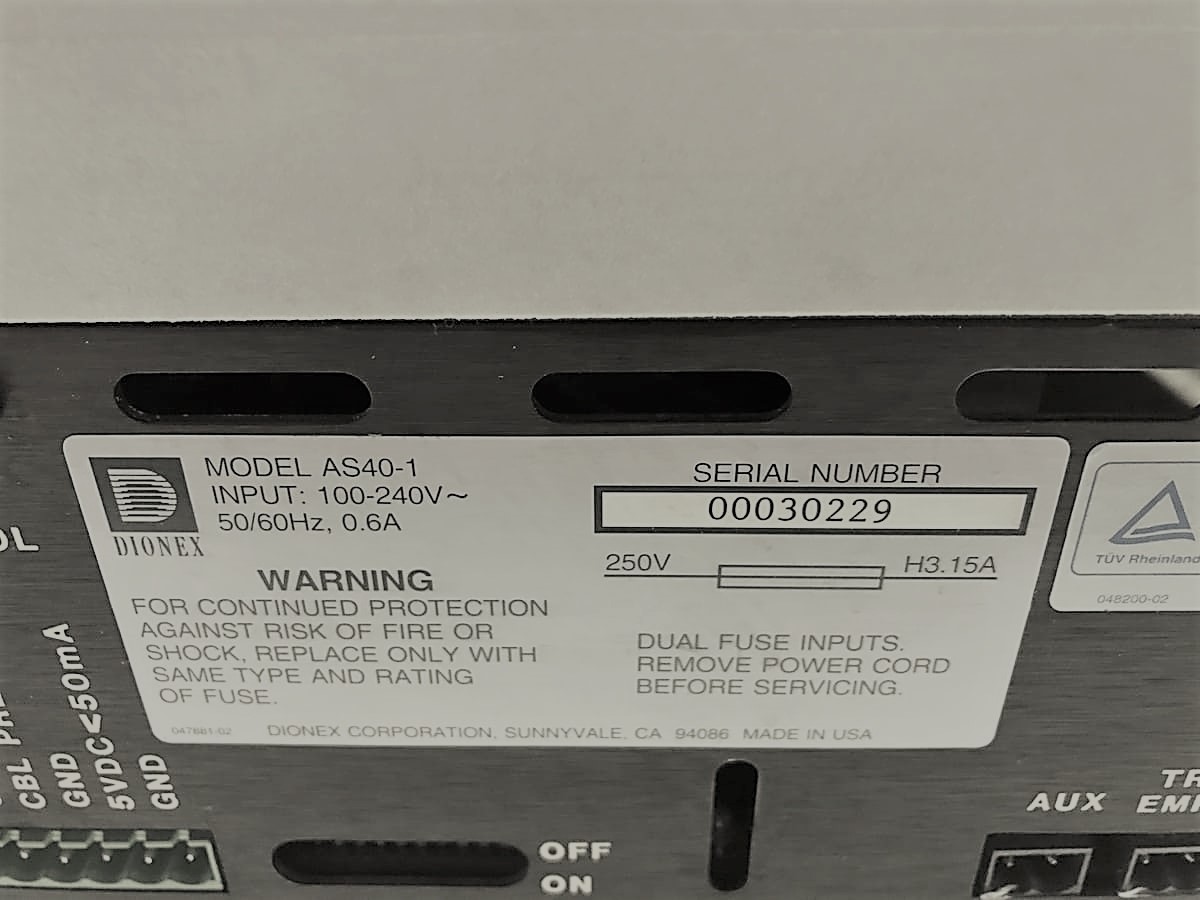 MODEL AS40-1
INPUT: 100-240V~
50/60Hz, 0.6A
DIONEX
SERIAL NUMBER
00030229
250V
H3.15A
WARNING
FOR CONTINUED PROTECTION
AGAINST RISK OF FIRE OR
SHOCK, REPLACE ONLY WITH
SAME TYPE AND RATING
OF FUSE.
DUAL FUSE INPUTS.
REMOVE POWER CORD
BEFORE SERVICING.
047881-02
DIONEX CORPORATION, SUNNYVALE, CA 94086 MADE IN USA
TÜV Rheinland
048200-02
CBL
GND
5VDC<50mA
GND
OFF
ON
AUX